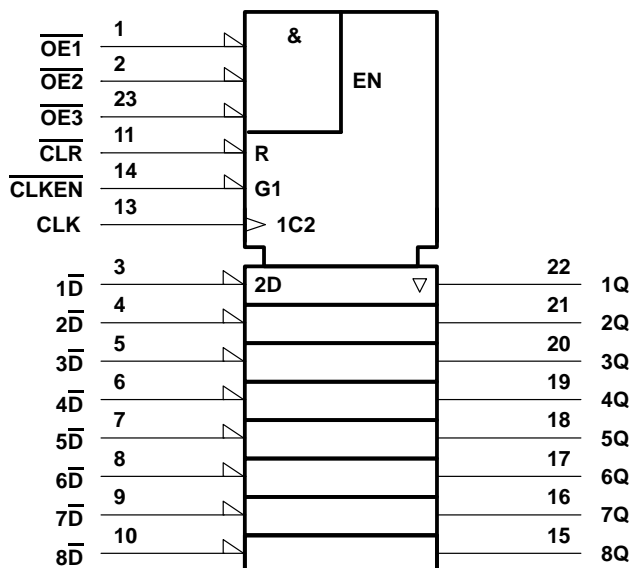 OE1 1 &
OE2 2 EN
OE3 23
CLR 11 R
CLKEN 14 G1
CLK 13 1C2
1D̅ 3 2D ▽ 22 1Q
2D̅ 4 21 2Q
3D̅ 5 20 3Q
4D̅ 6 19 4Q
5D̅ 7 18 5Q
6D̅ 8 17 6Q
7D̅ 9 16 7Q
8D̅ 10 15 8Q